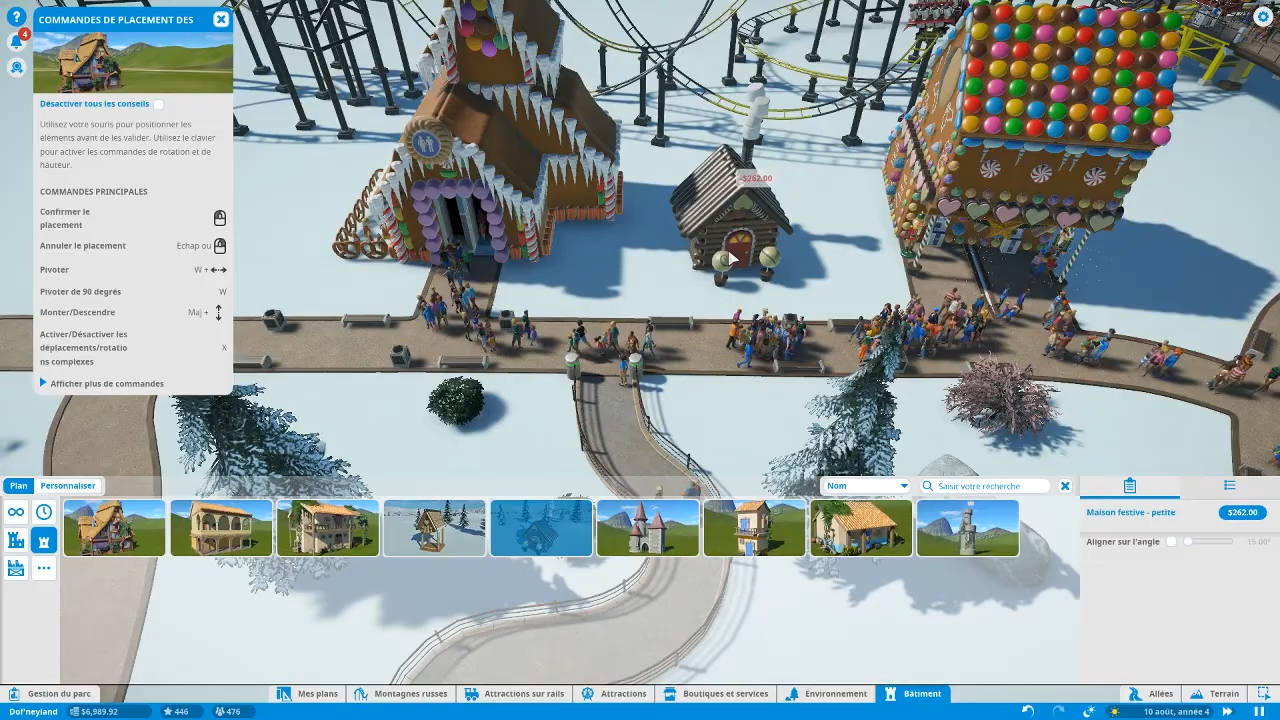 ?
COMMANDES DE PLACEMENT DES
4
Désactiver tous les conseils
Utilisez votre souris pour positionner les
éléments avant de les valider. Utilisez le clavier
pour activer les commandes de rotation et de
hauteur.
COMMANDES PRINCIPALES
Confirmer le
placement
Annuler le placement Echap ou
Pivoter W +
Pivoter de 90 degrés W
Monter/Descendre Maj +
Activer/Désactiver les
déplacements/rotatio
ns complexes X
Afficher plus de commandes
-$262.00
Plan Personnaliser
Nom
Saisir votre recherche
Maison festive - petite $262.00
Aligner sur l'angle 15.00°
Gestion du parc
Mes plans
Montagnes russes
Attractions sur rails
Attractions
Boutiques et services
Environnement
Bâtiment
Allées
Terrain
Dof'neyland
$6,989.92
446
476
10 août, année 4